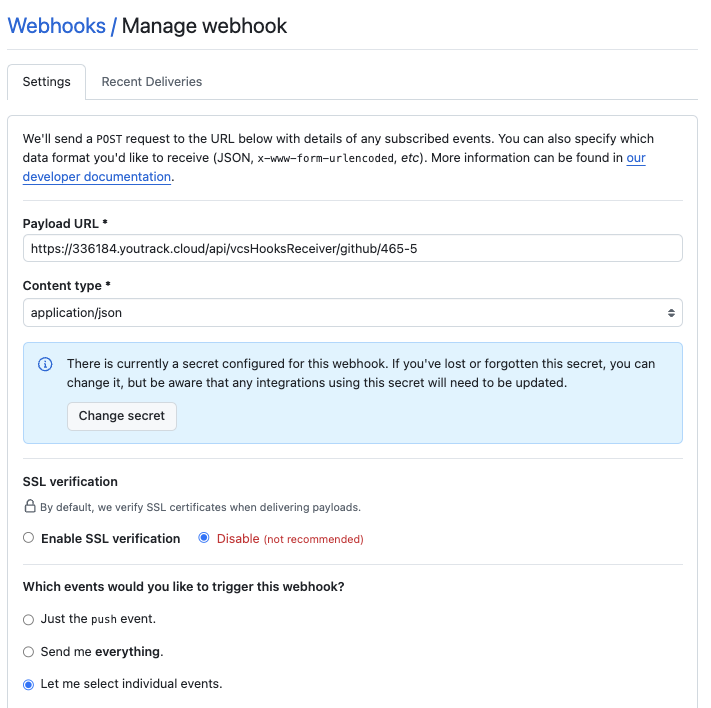 Webhooks / Manage webhook
Settings
Recent Deliveries
We'll send a POST request to the URL below with details of any subscribed events. You can also specify which
data format you'd like to receive (JSON, x-www-form-urlencoded, etc). More information can be found in our
developer documentation.
Payload URL *
https://336184.youtrack.cloud/api/vcsHooksReceiver/github/465-5
Content type *
application/json
There is currently a secret configured for this webhook. If you've lost or forgotten this secret, you can
change it, but be aware that any integrations using this secret will need to be updated.
Change secret
SSL verification
By default, we verify SSL certificates when delivering payloads.
Enable SSL verification
Disable (not recommended)
Which events would you like to trigger this webhook?
Just the push event.
Send me everything.
Let me select individual events.